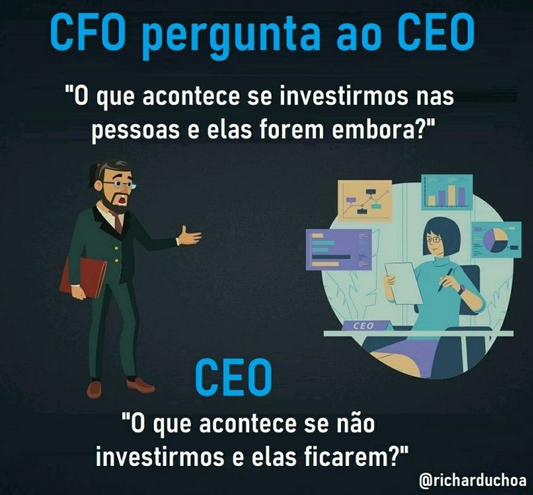 CFO pergunta ao CEO
"O que acontece se investirmos nas
pessoas e elas forem embora?"
CEO
CEO
"O que acontece se não
investirmos e elas ficarem?"
@richarduchoa